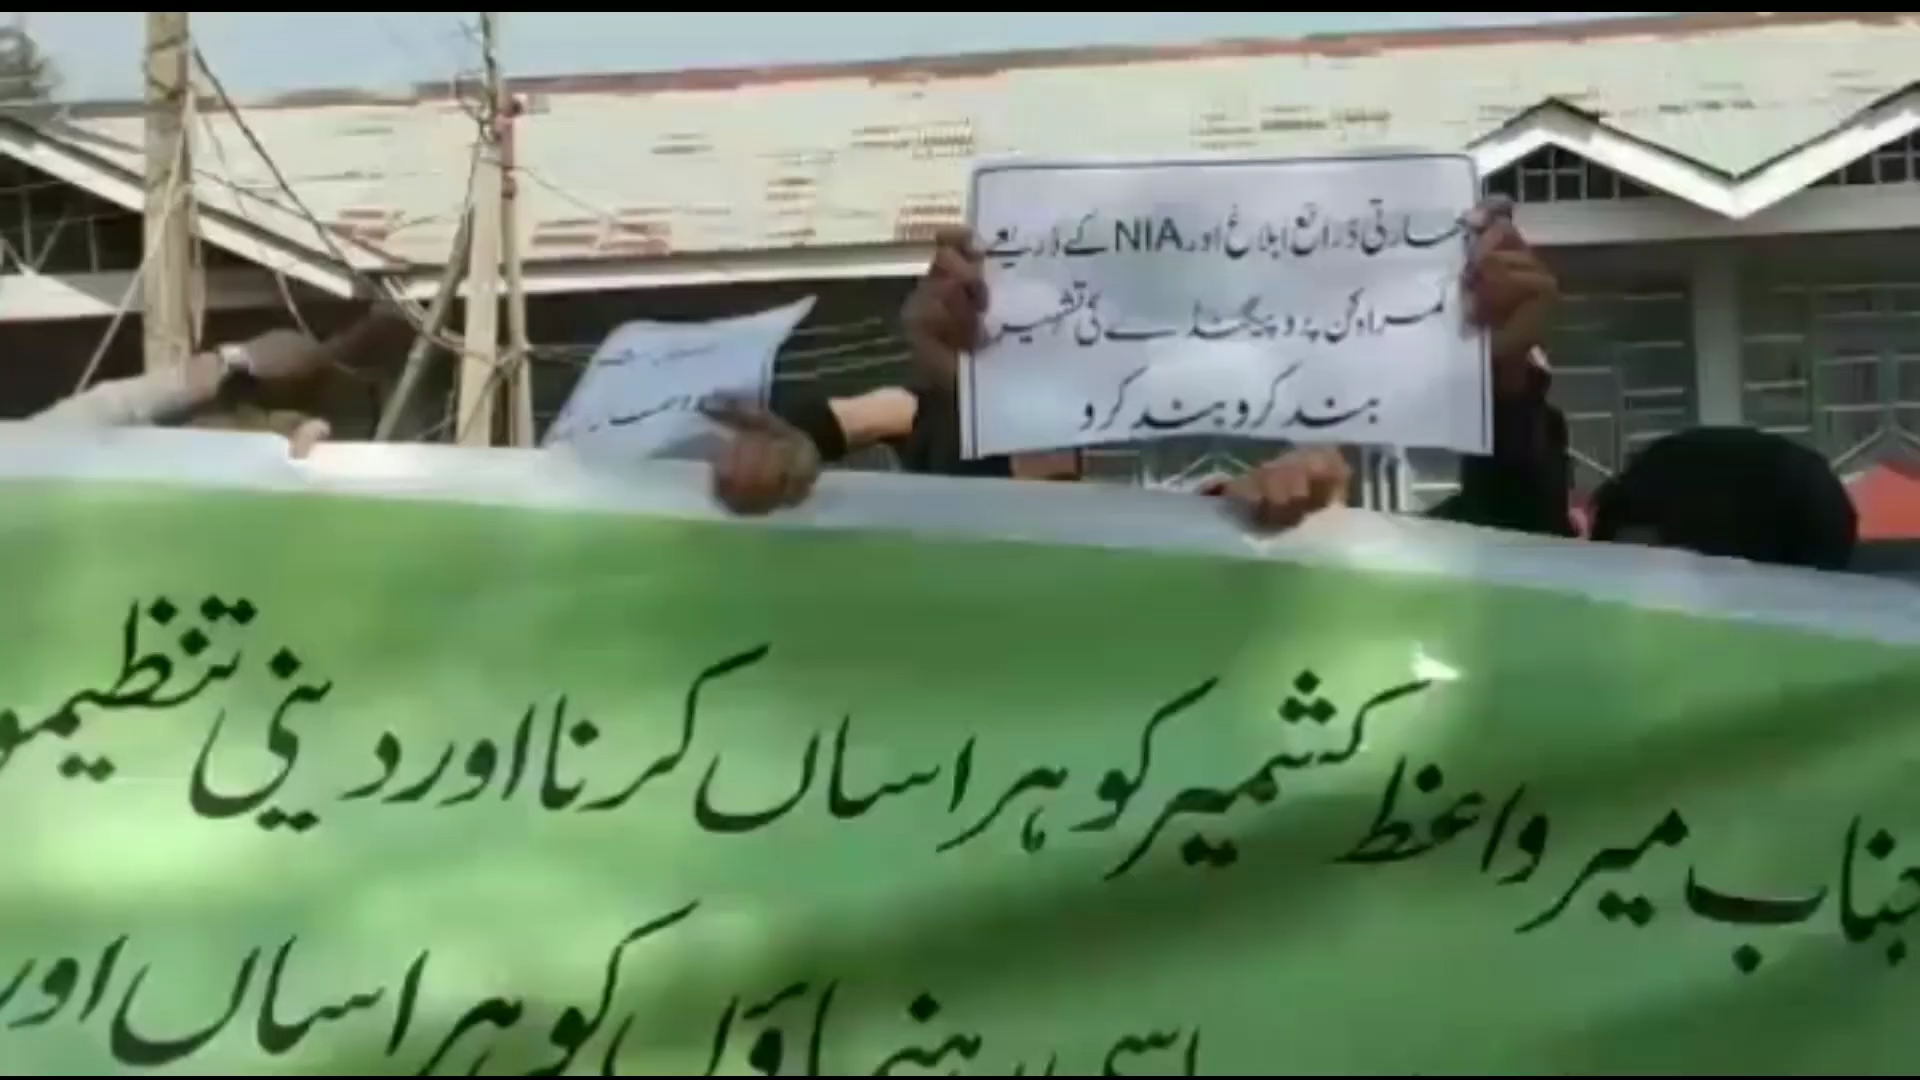 بھارتی ذرائع ابلاغ اور NIA کے ذریعے
گمراہ کن پروپیگنڈے کی تشہیر
بند کرو بند کرو
جناب میرواعظ کشمیر کو ہراساں کرنا اور دینی تنظیمو
رہنماؤں کو ہراساں اور